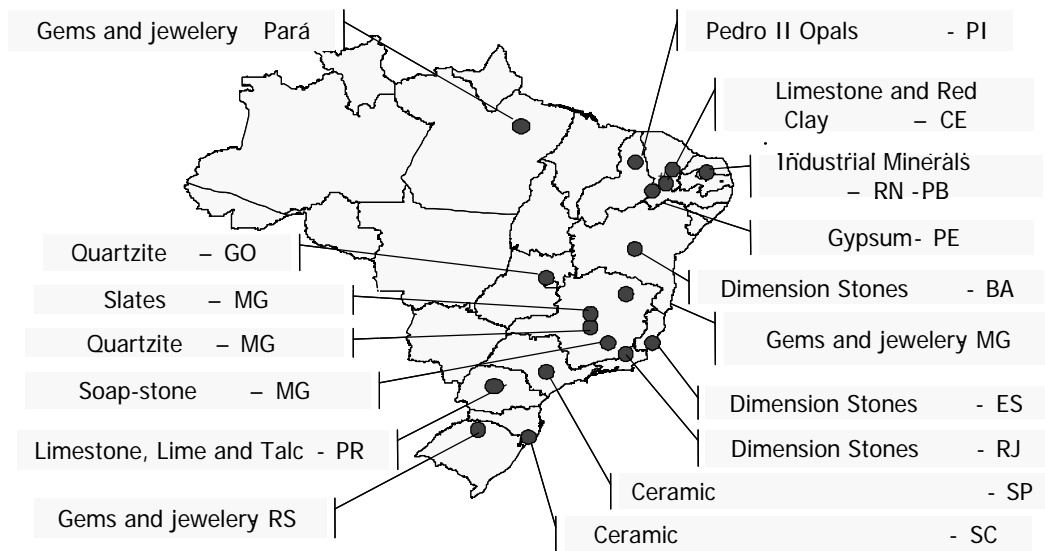 Gems and jewelery Pará
Pedro II Opals - PI
Limestone and Red
Clay – CE
Industrial Minerals
– RN -PB
Gypsum- PE
Quartzite – GO
Slates – MG
Dimension Stones - BA
Quartzite – MG
Gems and jewelery MG
Soap-stone – MG
Dimension Stones - ES
Limestone, Lime and Talc - PR
Dimension Stones - RJ
Ceramic - SP
Gems and jewelery RS
Ceramic - SC